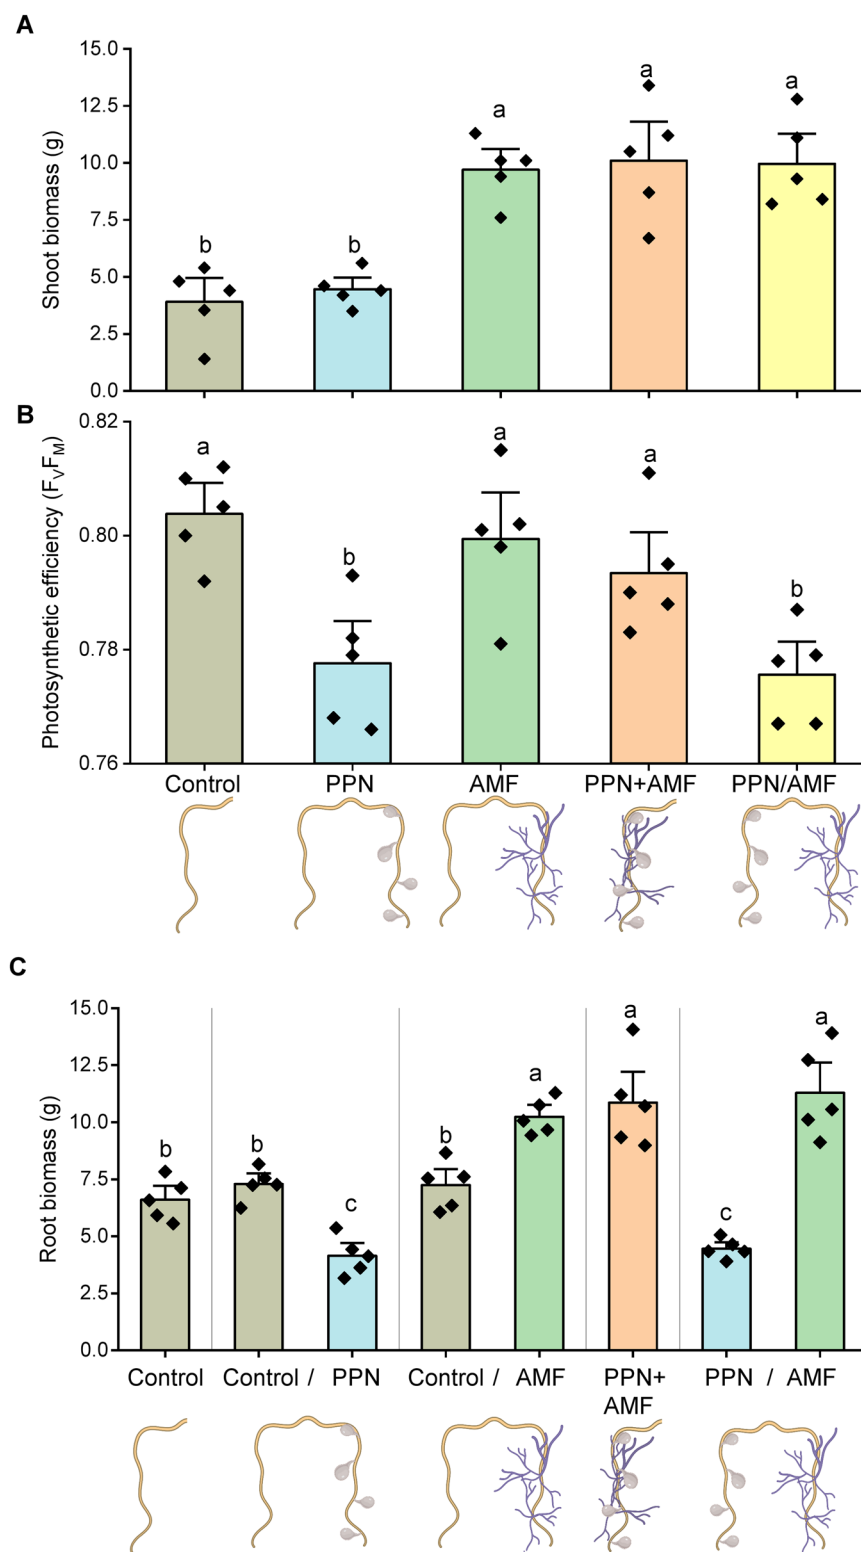 A
Shoot biomass (g)
15.0
12.5
10.0
7.5
5.0
2.5
0.0
b
b
a
a
a
B
Photosynthetic efficiency (FVFM)
0.82
0.80
0.78
0.76
a
b
a
a
b
Control PPN AMF PPN+AMF PPN/AMF
C
Root biomass (g)
15.0
12.5
10.0
7.5
5.0
2.5
0.0
b
b
c
b
a
a
c
a
Control Control / PPN Control / AMF PPN+ PPN / AMF
AMF